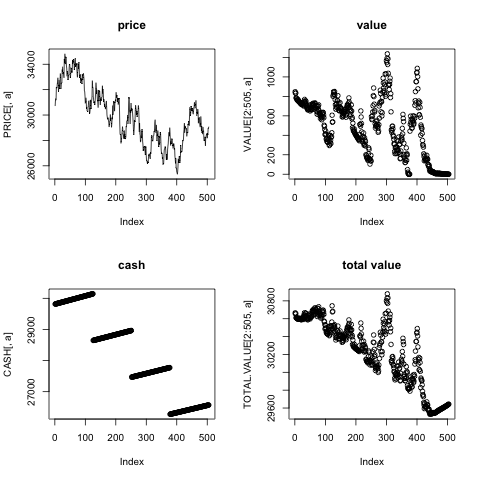 price
PRICE[, a]
26000 30000 34000
0 100 200 300 400 500
Index
value
VALUE[2:505, a]
0 200 600 1000
0 100 200 300 400 500
Index
cash
CASH[, a]
27000 29000
0 100 200 300 400 500
Index
total value
TOTAL.VALUE[2:505, a]
29600 30200 30800
0 100 200 300 400 500
Index